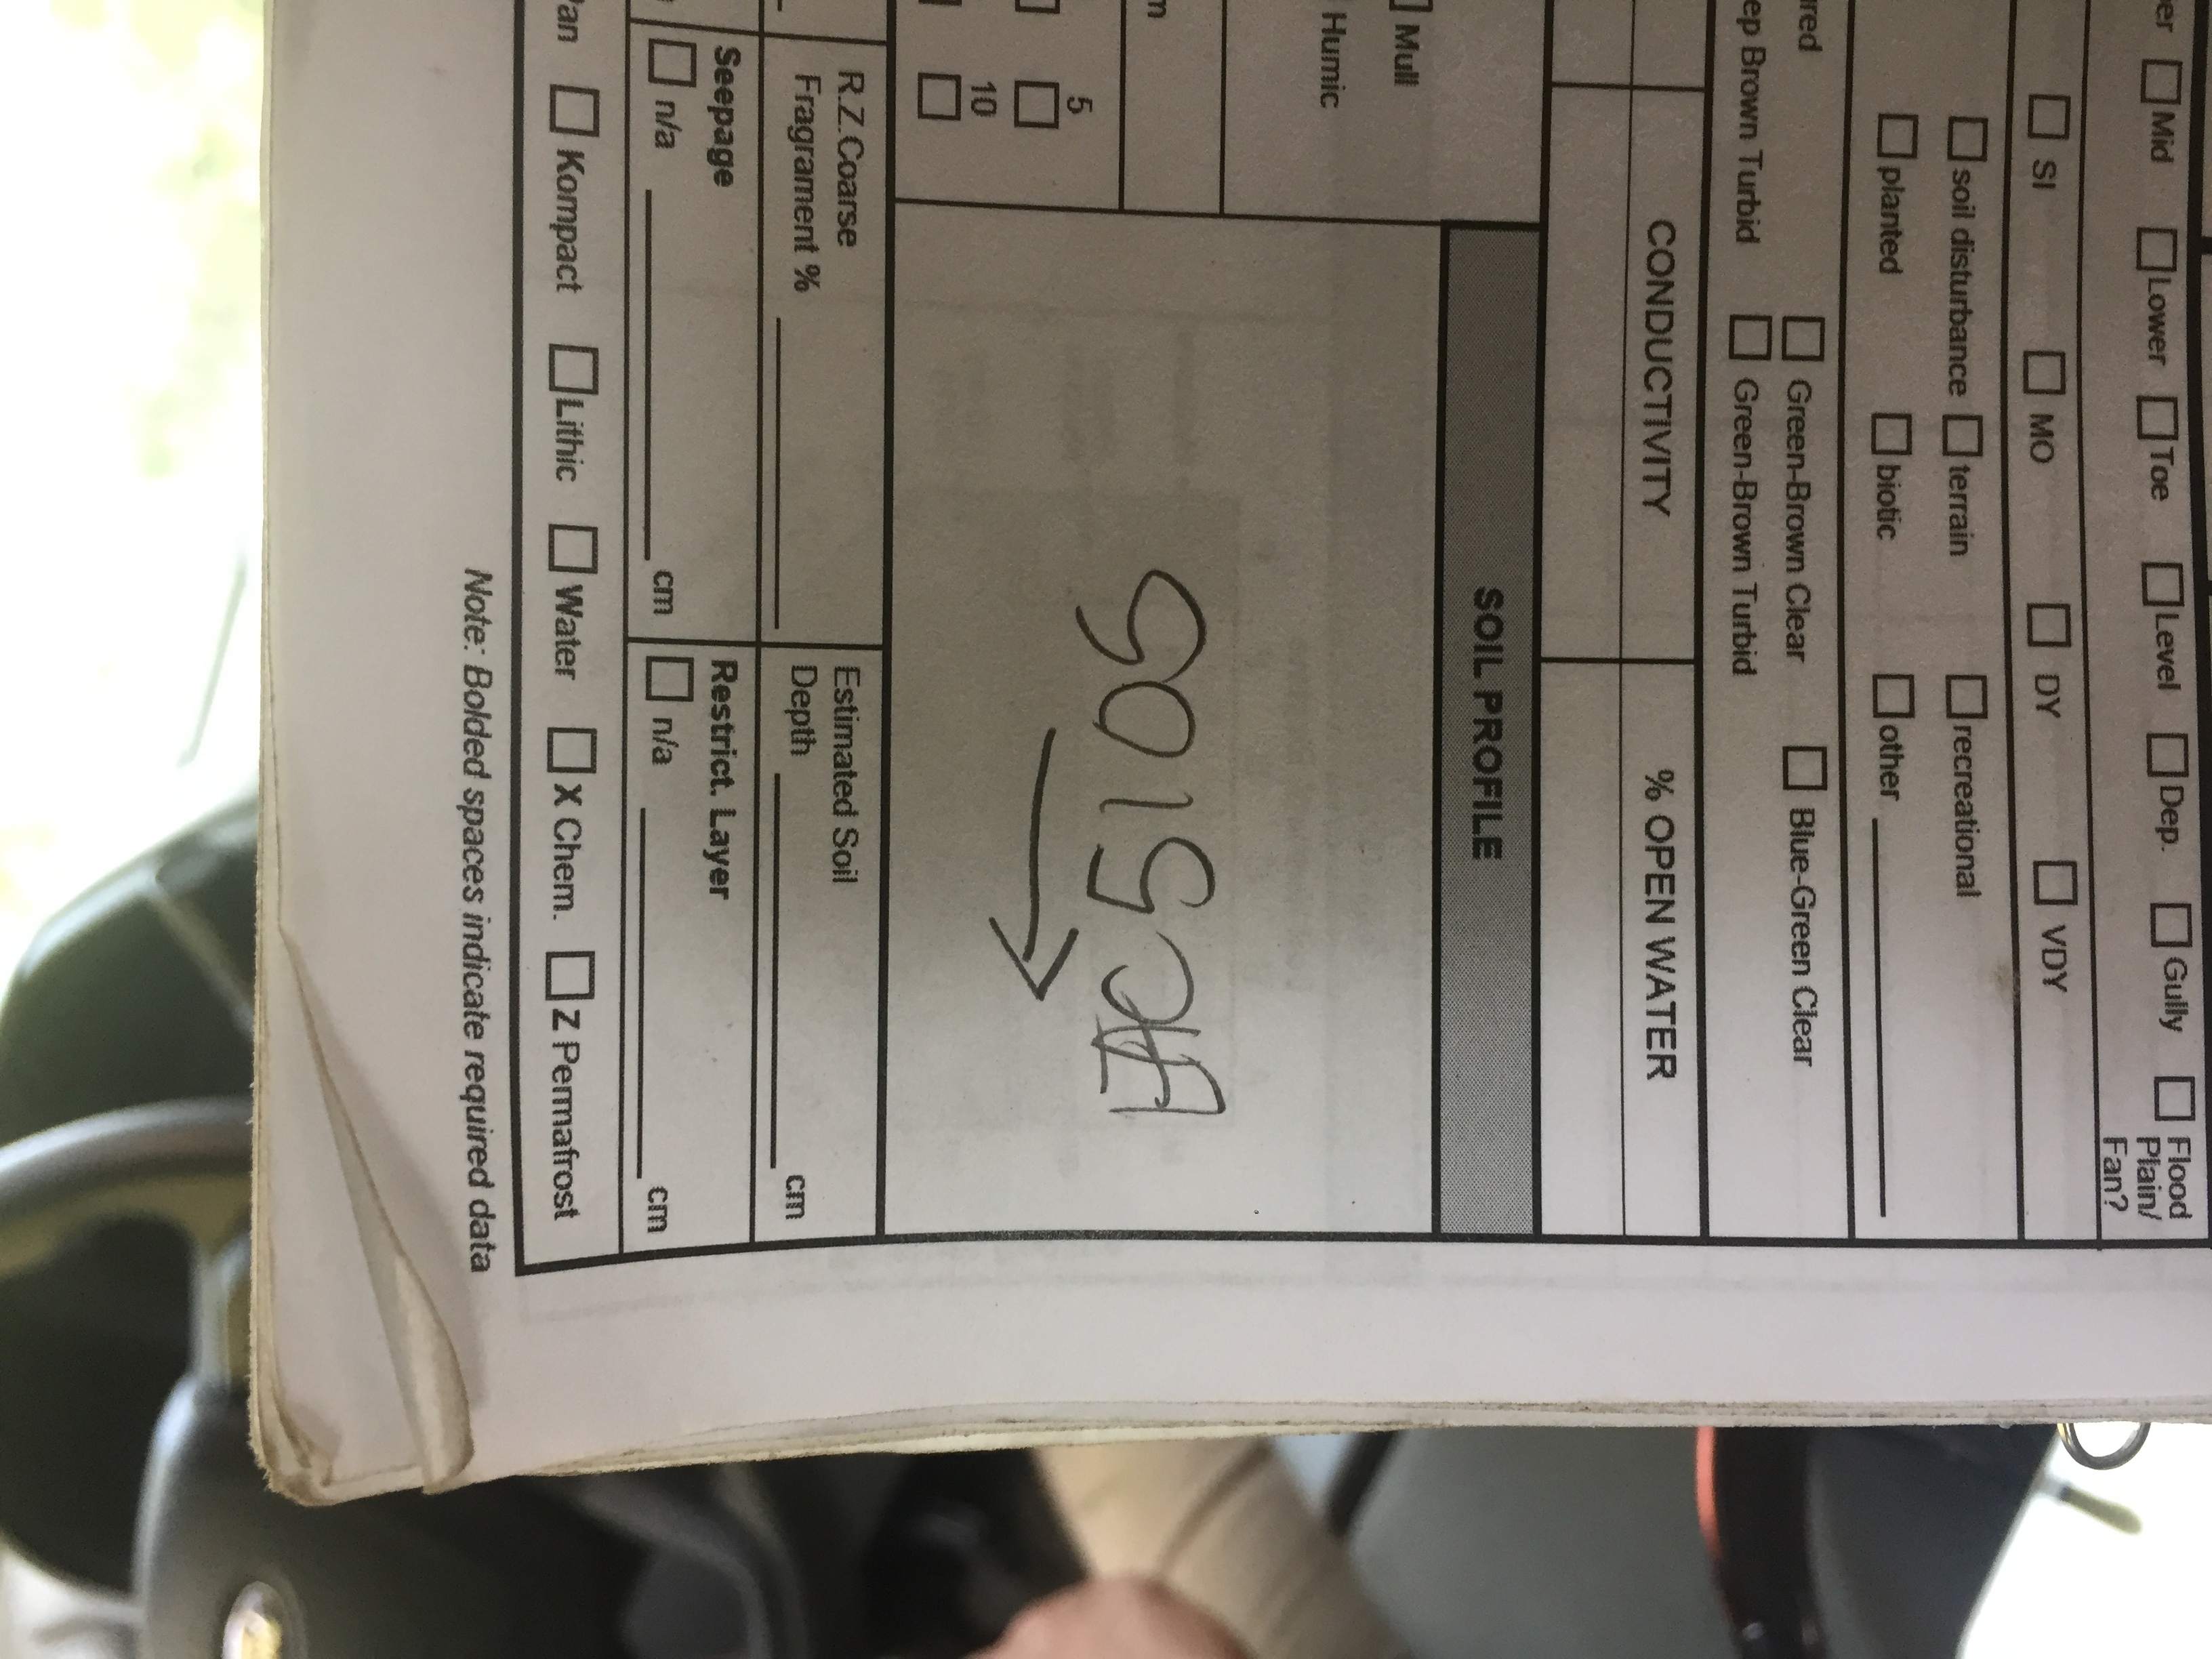 Mid Lower Toe Level Dep. Gully Flood
Plain/
Fan?
SI MO DY VDY
soil disturbance terrain recreational
planted biotic other
Green-Brown Clear Blue-Green Clear
Brown Turbid Green-Brown Turbid
CONDUCTIVITY % OPEN WATER
SOIL PROFILE
Mull
Humic
5
10
R.Z.Coarse Estimated Soil
Fragrament % Depth cm
Seepage Restrict. Layer
n/a cm n/a cm
Kompact Lithic Water X Chem. Z Permafrost
Note: Bolded spaces indicate required data